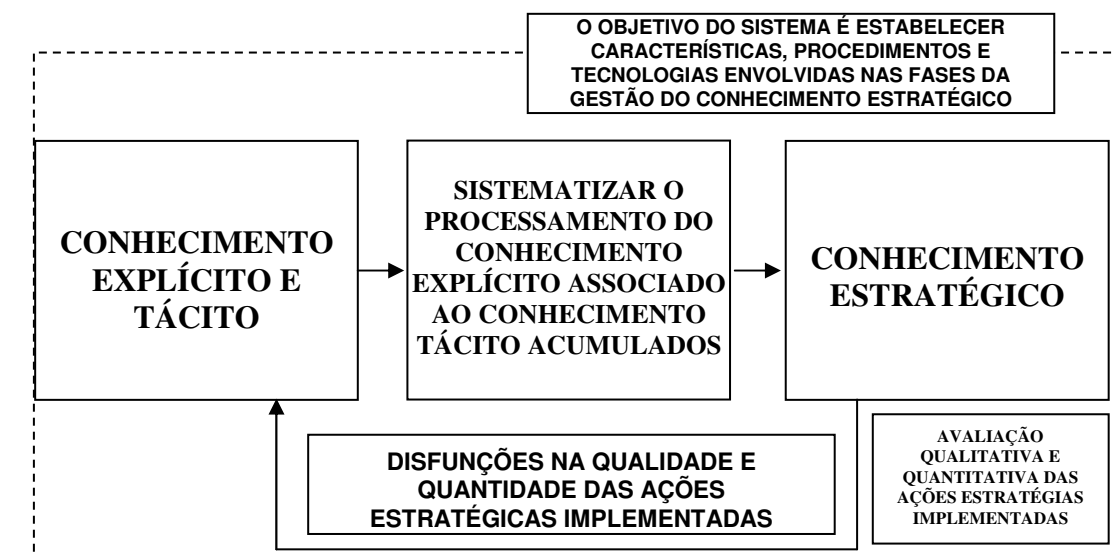 O OBJETIVO DO SISTEMA É ESTABELECER
CARACTERÍSTICAS, PROCEDIMENTOS E
TECNOLOGIAS ENVOLVIDAS NAS FASES DA
GESTÃO DO CONHECIMENTO ESTRATÉGICO
CONHECIMENTO
EXPLÍCITO E
TÁCITO
SISTEMATIZAR O
PROCESSAMENTO DO
CONHECIMENTO
EXPLÍCITO ASSOCIADO
AO CONHECIMENTO
TÁCITO ACUMULADOS
CONHECIMENTO
ESTRATÉGICO
DISFUNÇÕES NA QUALIDADE E
QUANTIDADE DAS AÇÕES
ESTRATÉGICAS IMPLEMENTADAS
AVALIAÇÃO
QUALITATIVA E
QUANTITATIVA DAS
AÇÕES ESTRATÉGIAS
IMPLEMENTADAS